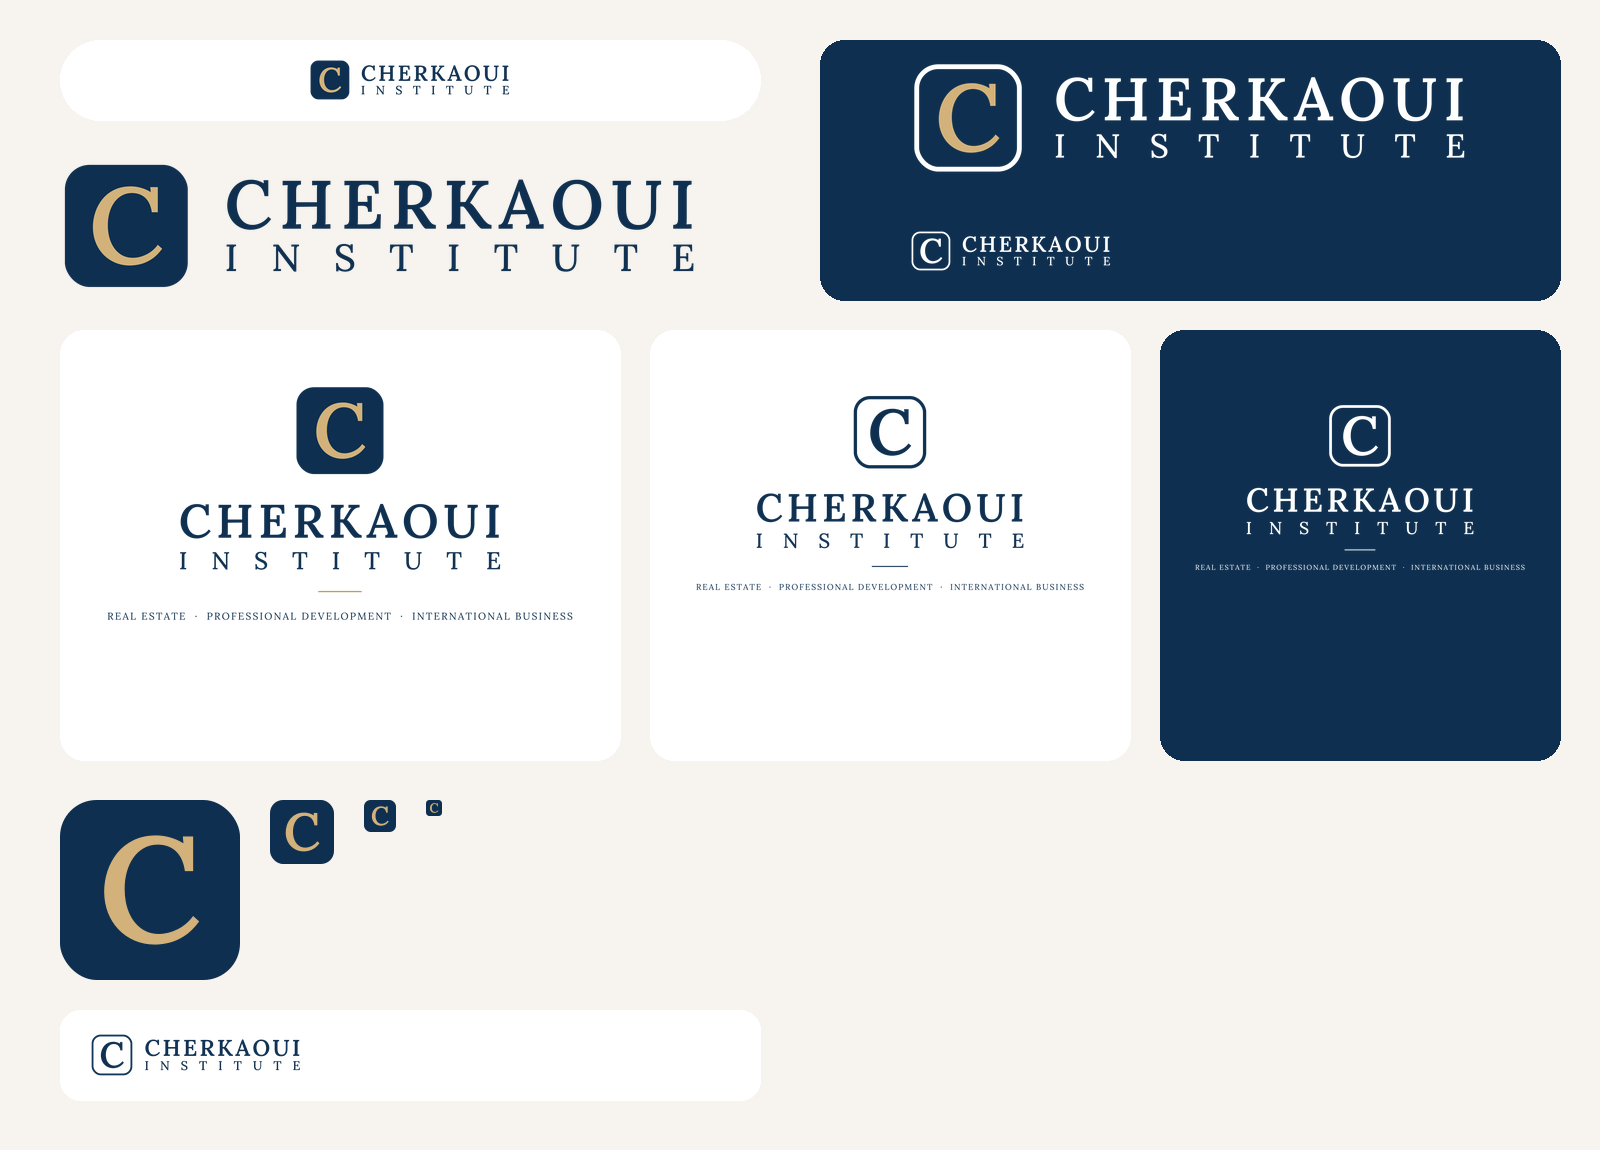 C CHERKAOUI
INSTITUTE
C CHERKAOUI
INSTITUTE
C CHERKAOUI
INSTITUTE
C CHERKAOUI
INSTITUTE
C
CHERKAOUI
INSTITUTE
REAL ESTATE · PROFESSIONAL DEVELOPMENT · INTERNATIONAL BUSINESS
C
CHERKAOUI
INSTITUTE
REAL ESTATE · PROFESSIONAL DEVELOPMENT · INTERNATIONAL BUSINESS
C
CHERKAOUI
INSTITUTE
REAL ESTATE · PROFESSIONAL DEVELOPMENT · INTERNATIONAL BUSINESS
C
C
C
C
C CHERKAOUI
INSTITUTE